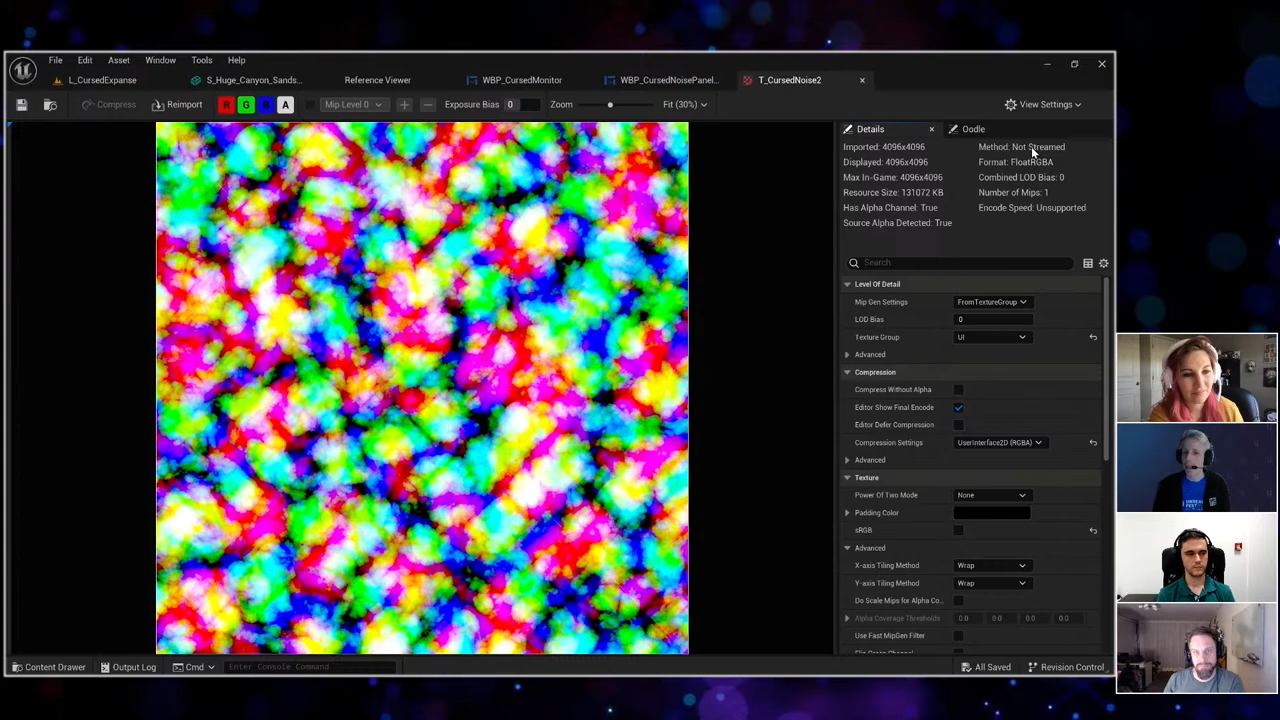 File Edit Asset Window Tools Help
L_CursedExpanse S_Huge_Canyon_Sands... Reference Viewer WBP_CursedMonitor WBP_CursedNoisePanel... T_CursedNoise2
Compress Reimport R G B A Mip Level 0 Exposure Bias 0 Zoom Fit (30%) View Settings
Details Oodle
Imported: 4096x4096 Method: Not Streamed
Displayed: 4096x4096 Format: FloatRGBA
Max In-Game: 4096x4096 Combined LOD Bias: 0
Resource Size: 131072 KB Number of Mips: 1
Has Alpha Channel: True Encode Speed: Unsupported
Source Alpha Detected: True
Search
Level Of Detail
Mip Gen Settings FromTextureGroup
LOD Bias 0
Texture Group UI
Advanced
Compression
Compress Without Alpha
Editor Show Final Encode
Editor Defer Compression
Compression Settings UserInterface2D (RGBA)
Advanced
Texture
Power Of Two Mode None
Padding Color
sRGB
Advanced
X-axis Tiling Method Wrap
Y-axis Tiling Method Wrap
Do Scale Mips for Alpha Co...
Alpha Coverage Thresholds 0.0 0.0 0.0 0.0
Use Fast MipGen Filter
Content Drawer Output Log Cmd Enter Console Command All Saved Revision Control